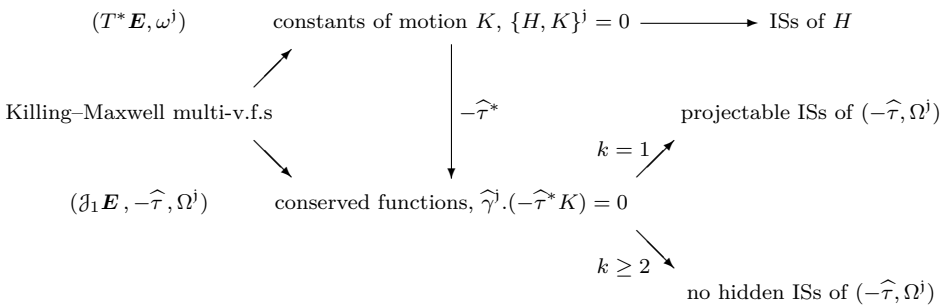 (T*E, ω^j) constants of motion K, {H, K}^j = 0 ISs of H
−τ̂*
Killing–Maxwell multi-v.f.s projectable ISs of (−τ̂, Ω^j)
k = 1
(𝒥₁E , −τ̂ , Ω^j) conserved functions, γ̂^j.(−τ̂*K) = 0
k ≥ 2
no hidden ISs of (−τ̂, Ω^j)